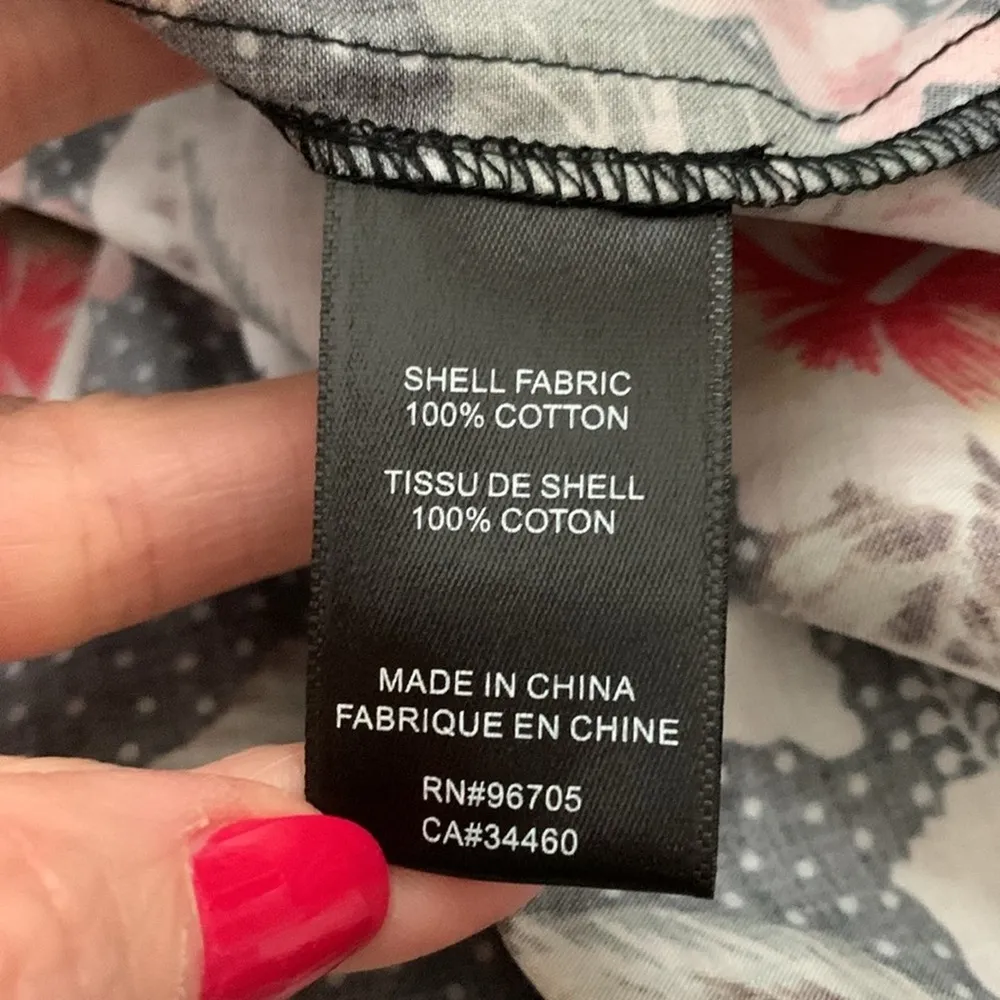 SHELL FABRIC
100% COTTON
TISSU DE SHELL
100% COTON
MADE IN CHINA
FABRIQUE EN CHINE
RN#96705
CA#34460